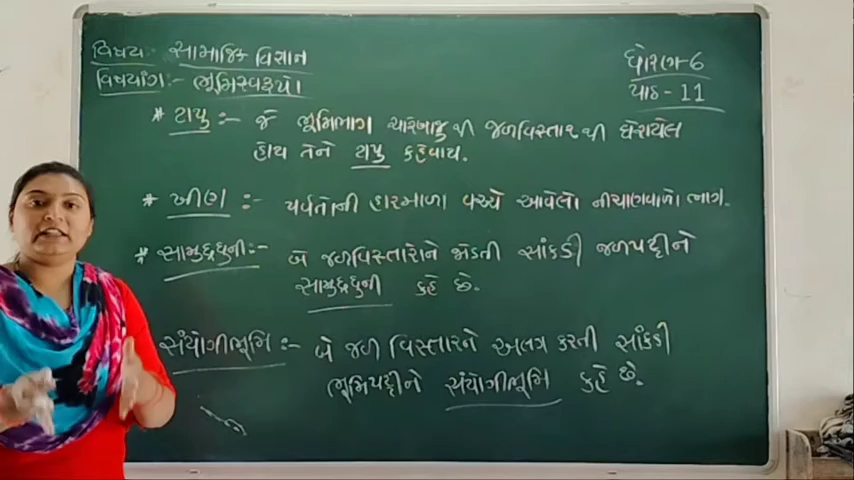 વિષય:- સામાજિક વિજ્ઞાન
ધોરણ-6
વિષયાંગ:- ભૂમિસ્વરૂપો
પાઠ-11
* ટાપુ:- જે ભૂમિભાગ ચારેબાજુથી જળવિસ્તારથી ઘેરાયેલ
હોય તેને ટાપુ કહેવાય.
* ખીણ:- પર્વતોની હારમાળા વચ્ચે આવેલો નીચાણવાળો ભાગ.
* સામુદ્રધુની:- બે જળવિસ્તારોને જોડતી સાંકડી જળપટ્ટીને
સામુદ્રધુની કહે છે.
સંયોગીભૂમિ:- બે જળ વિસ્તારને અલગ કરતી સાંકડી
ભૂમિપટ્ટીને સંયોગીભૂમિ કહે છે.